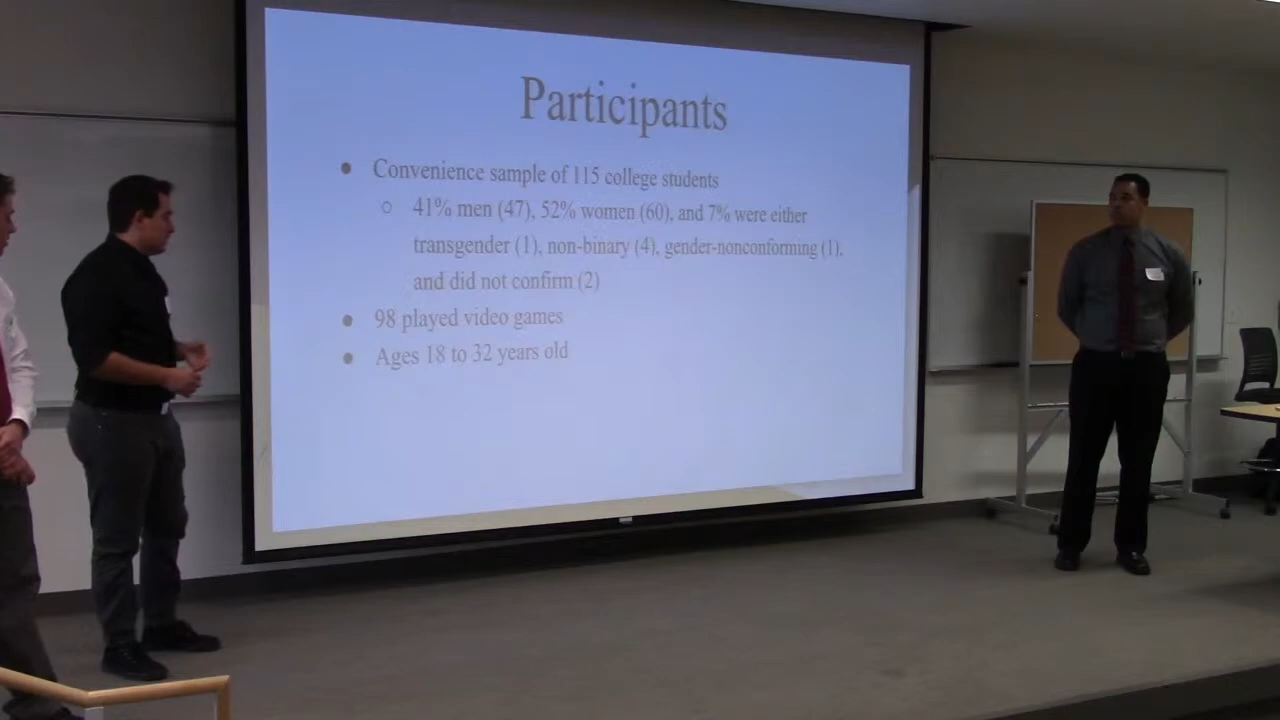 Participants
● Convenience sample of 115 college students
○ 41% men (47), 52% women (60), and 7% were either
transgender (1), non-binary (4), gender-nonconforming (1),
and did not confirm (2)
● 98 played video games
● Ages 18 to 32 years old